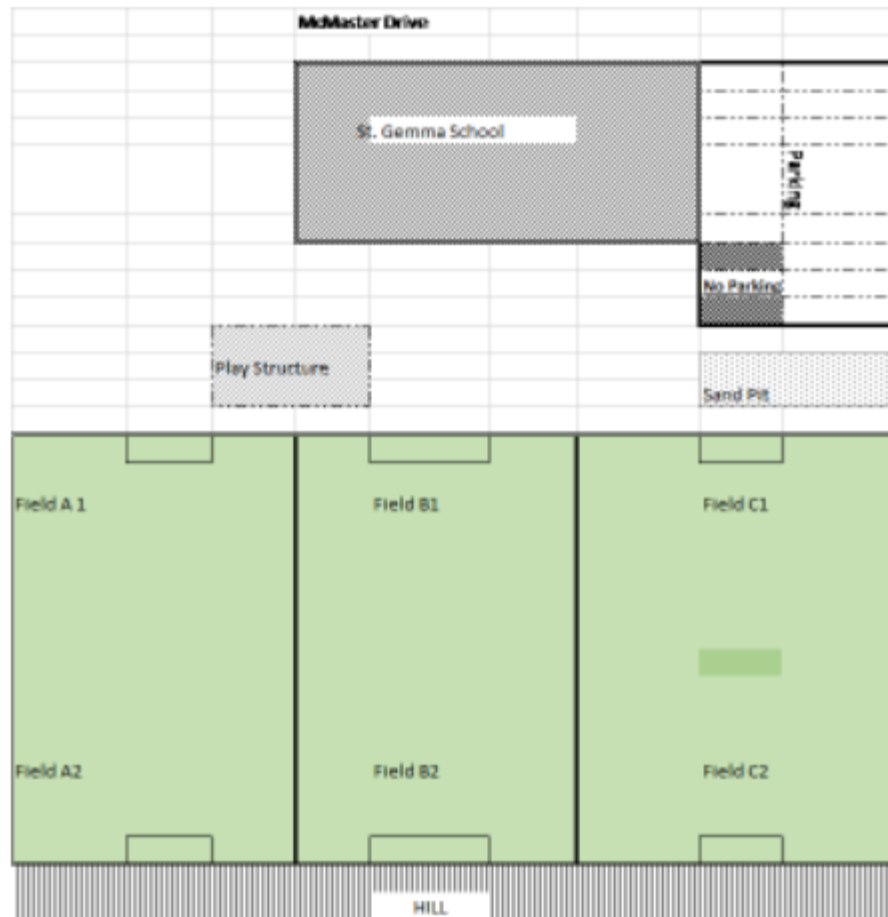 McMaster Drive
St. Gemma School
Parking
No Parking
Play Structure
Sand Pit
Field A 1
Field B1
Field C1
Field A2
Field B2
Field C2
HILL